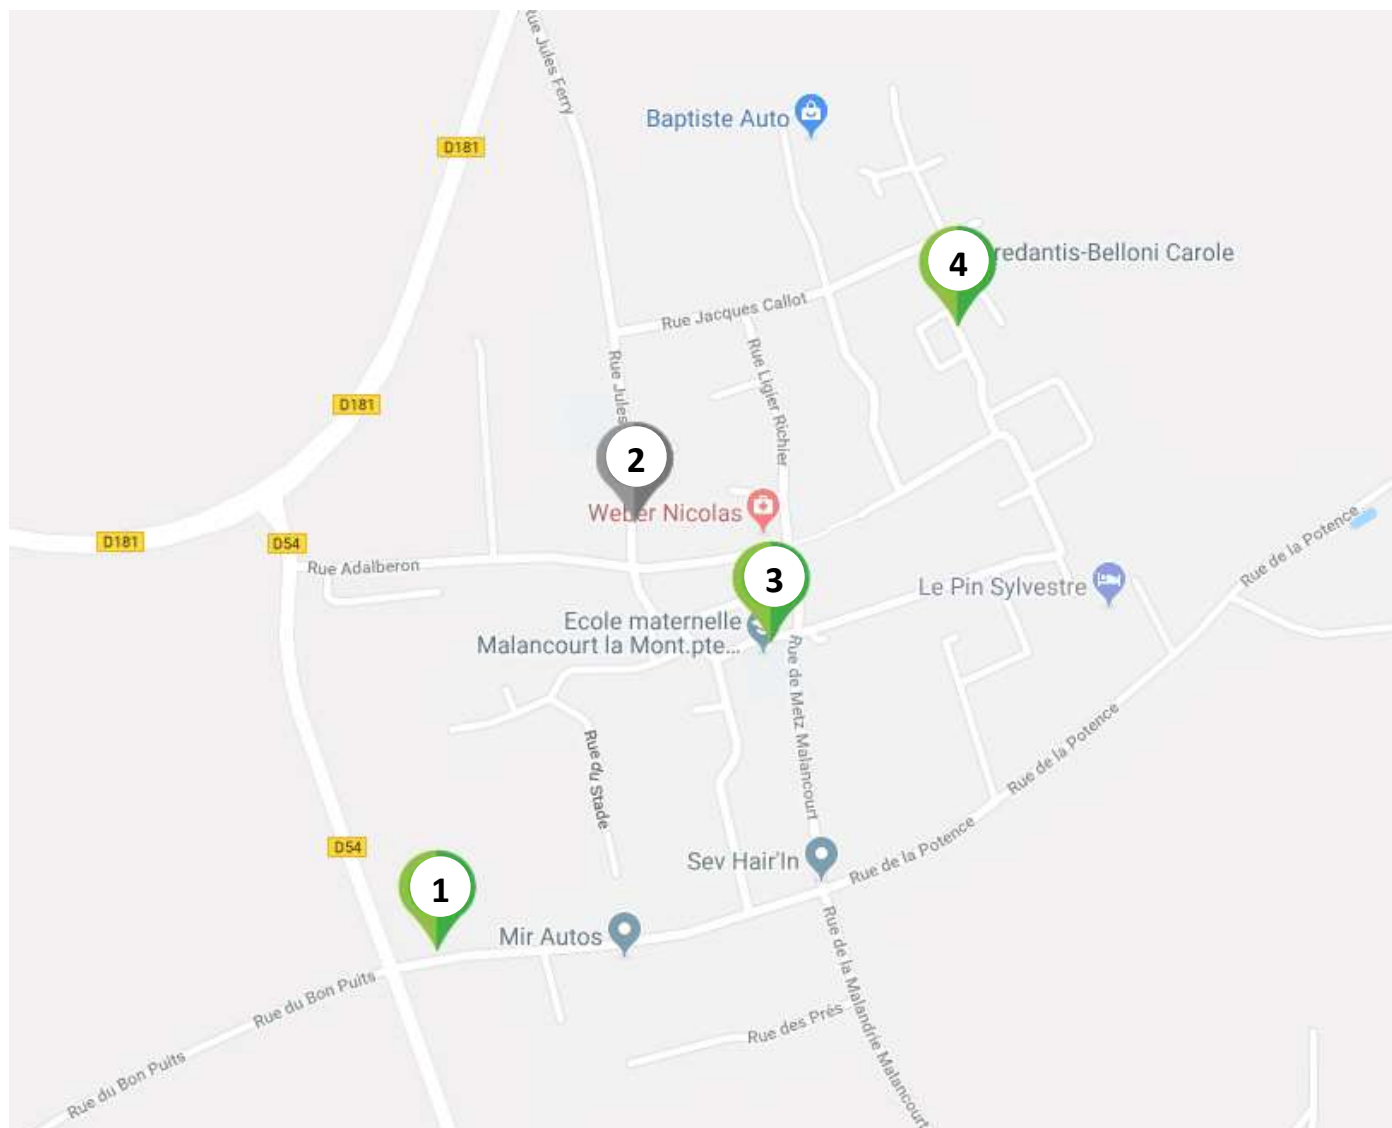 Rue Jules Ferry
Baptiste Auto
D181
redantis-Belloni Carole
4
Rue Jacques Callot
Rue Ligier Richier
Rue Jules
D181
2
Weber Nicolas
D181
D54
Rue Adalberon
3
Rue de la Potence
Le Pin Sylvestre
Ecole maternelle
Malancourt la Mont.pte...
Rue de Metz Malancourt
Rue du Stade
Rue de la Potence
D54
Sev Hair'In
Rue de la Potence
1
Mir Autos
Rue du Bon Puits
Rue de la Malandrie Malancourt
Rue des Prés
Rue du Bon Puits